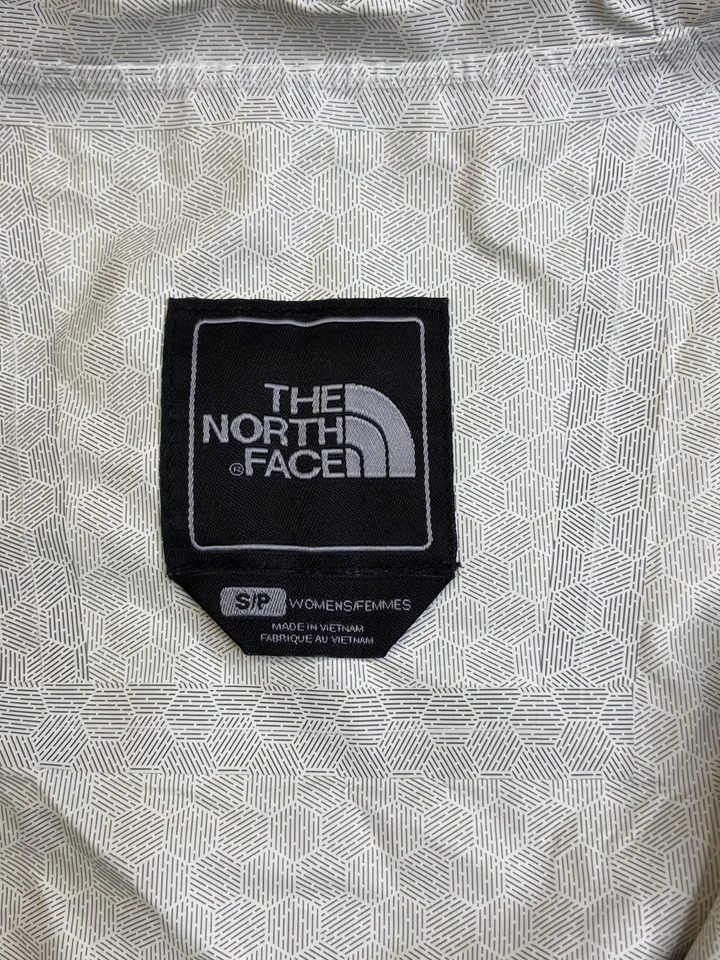 THE
NORTH
® FACE
S/P WOMENS/FEMMES
MADE IN VIETNAM
FABRIQUE AU VIETNAM